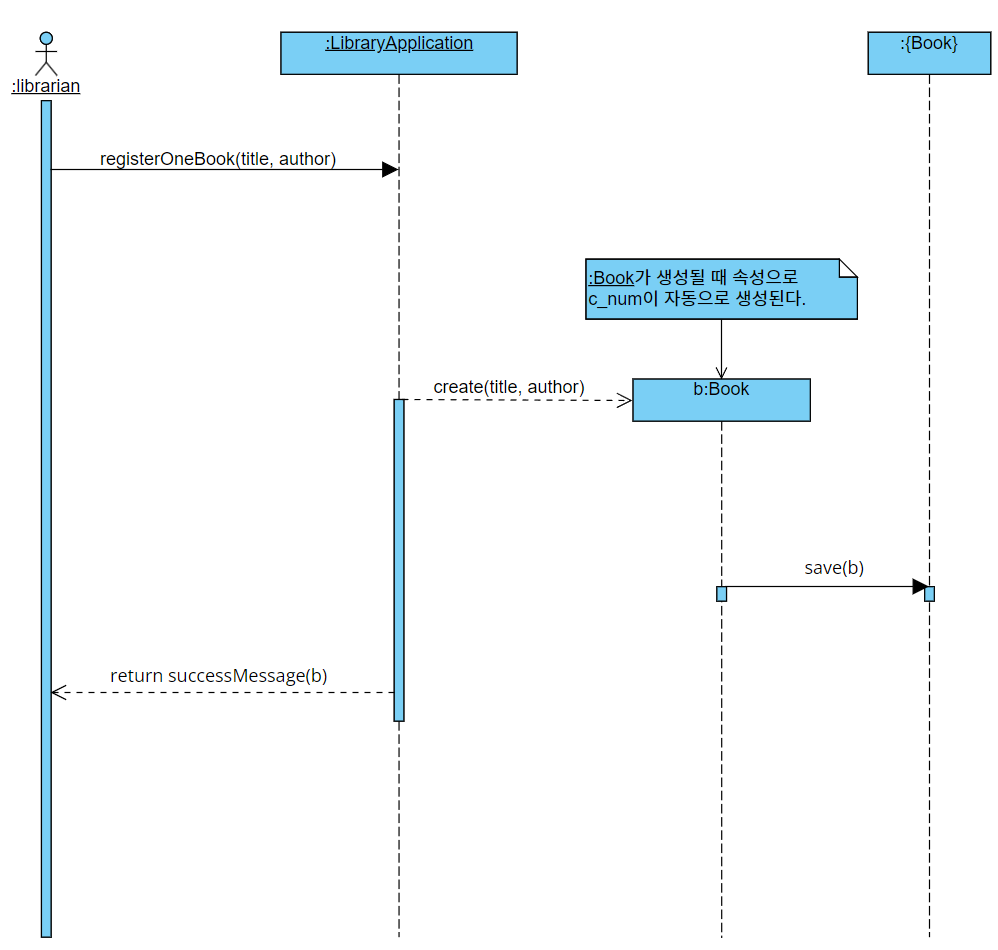 :librarian
:LibraryApplication
:{Book}
registerOneBook(title, author)
:Book가 생성될 때 속성으로
c_num이 자동으로 생성된다.
create(title, author)
b:Book
save(b)
return successMessage(b)